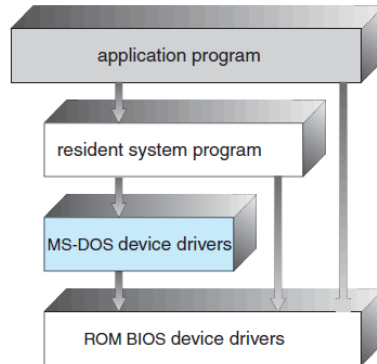 application program
resident system program
MS-DOS device drivers
ROM BIOS device drivers